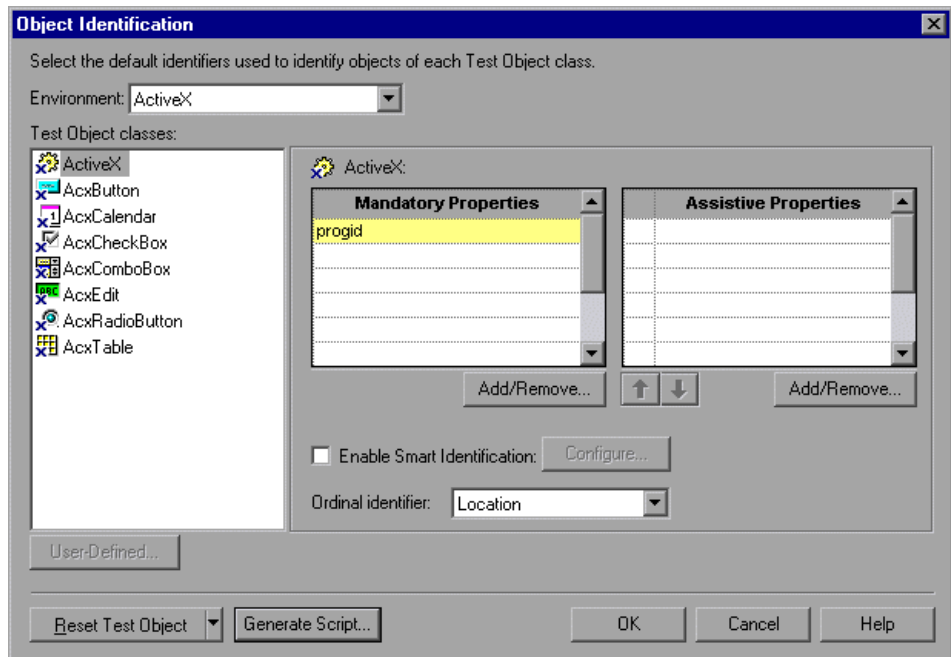 Object Identification
Select the default identifiers used to identify objects of each Test Object class.
Environment: ActiveX
Test Object classes:
ActiveX
AcxButton
AcxCalendar
AcxCheckBox
AcxComboBox
AcxEdit
AcxRadioButton
AcxTable
ActiveX:
Mandatory Properties Assistive Properties
progid
Add/Remove... Add/Remove...
Enable Smart Identification: Configure...
Ordinal identifier: Location
User-Defined...
Reset Test Object Generate Script... OK Cancel Help